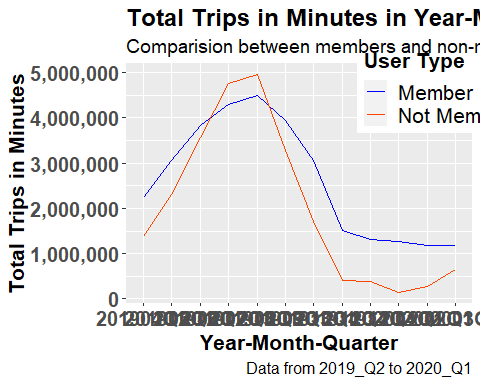 Total Trips in Minutes in Year-M
Comparision between members and non-m
User Type
Member
Not Mem
Total Trips in Minutes
5,000,000
4,000,000
3,000,000
2,000,000
1,000,000
0
Year-Month-Quarter
Data from 2019_Q2 to 2020_Q1